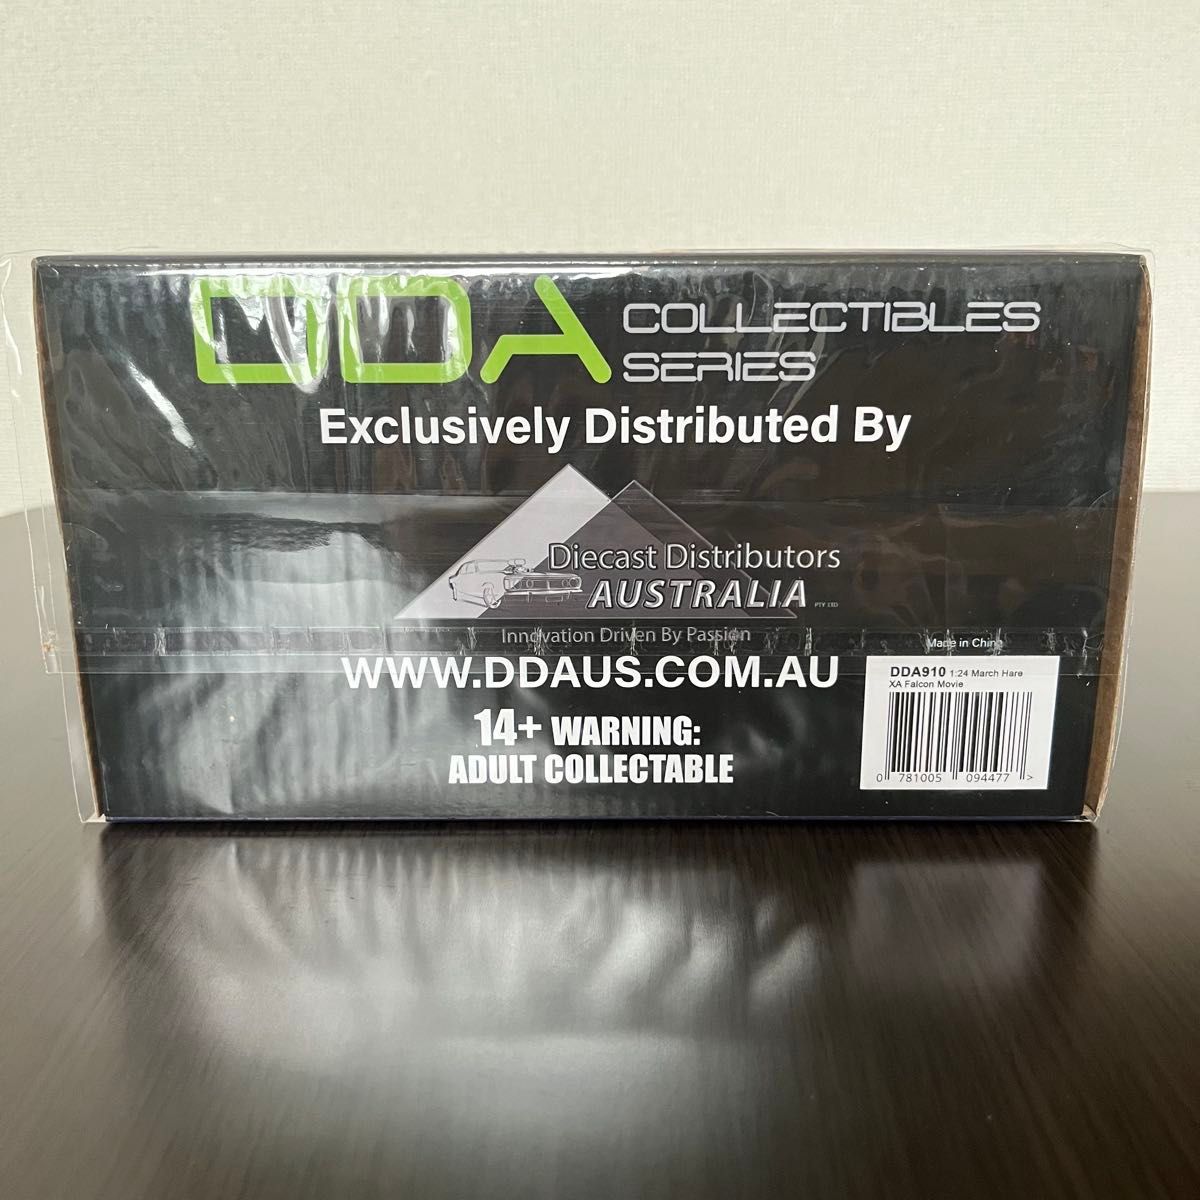 DDA COLLECTIBLES
SERIES
Exclusively Distributed By
Diecast Distributors
AUSTRALIA PTY LTD
Innovation Driven By Passion
Made in China
WWW.DDAUS.COM.AU
DDA910 1:24 March Hare
XA Falcon Movie
14+ WARNING:
ADULT COLLECTABLE
0 781005 094477 >